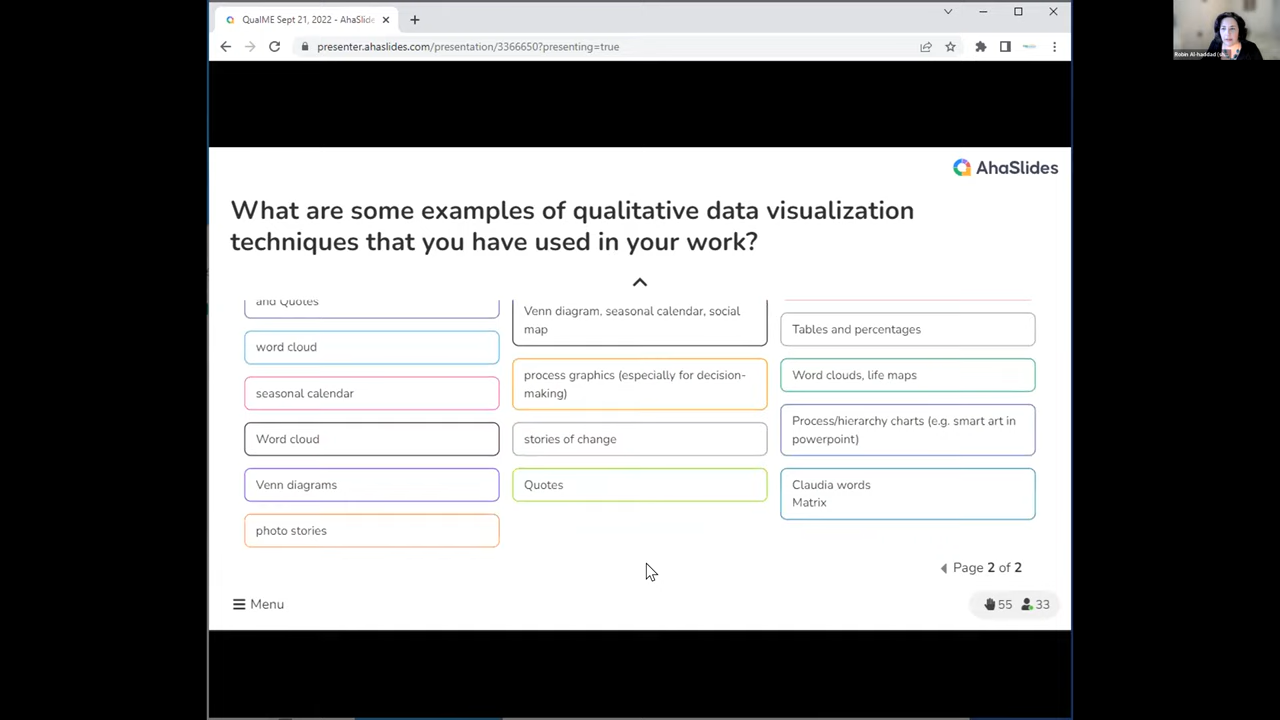 QualME Sept 21, 2022 - AhaSlide
presenter.ahaslides.com/presentation/3366650?presenting=true
AhaSlides
What are some examples of qualitative data visualization
techniques that you have used in your work?
and Quotes
word cloud
seasonal calendar
Word cloud
Venn diagrams
photo stories
Venn diagram, seasonal calendar, social
map
process graphics (especially for decision-
making)
stories of change
Quotes
Tables and percentages
Word clouds, life maps
Process/hierarchy charts (e.g. smart art in
powerpoint)
Claudia words
Matrix
Page 2 of 2
Menu
55 33
Robin Al-haddad